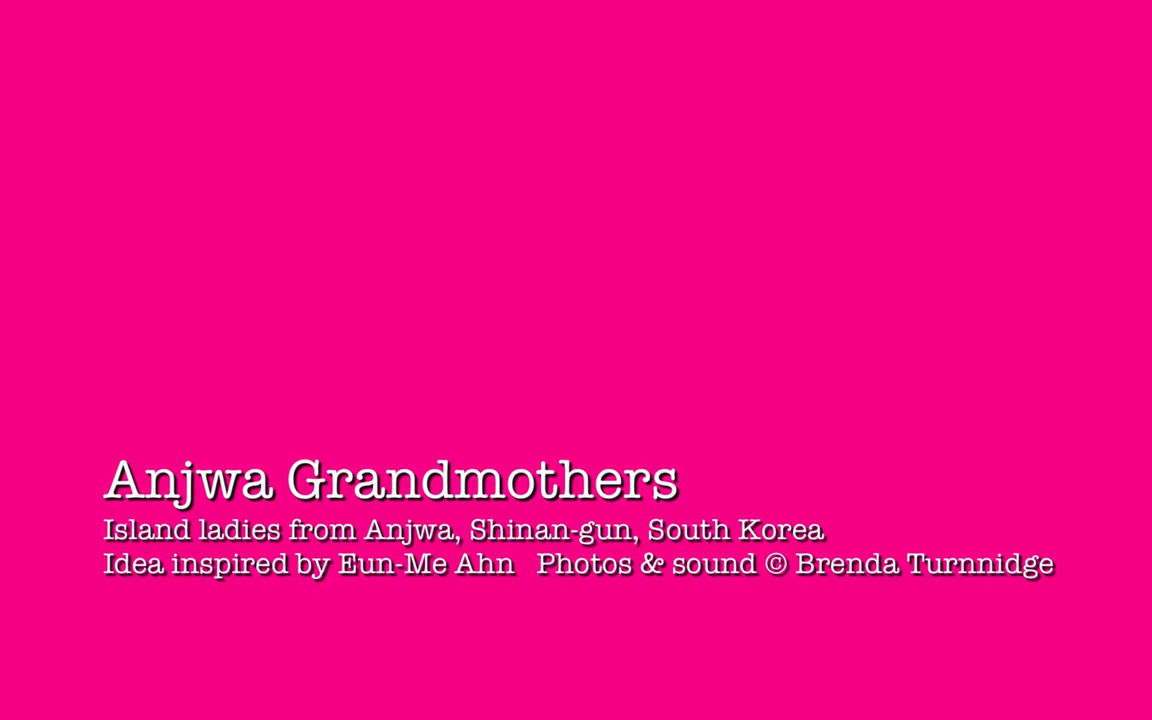 Anjwa Grandmothers
Island ladies from Anjwa, Shinan-gun, South Korea
Idea inspired by Eun-Me Ahn   Photos & sound © Brenda Turnnidge